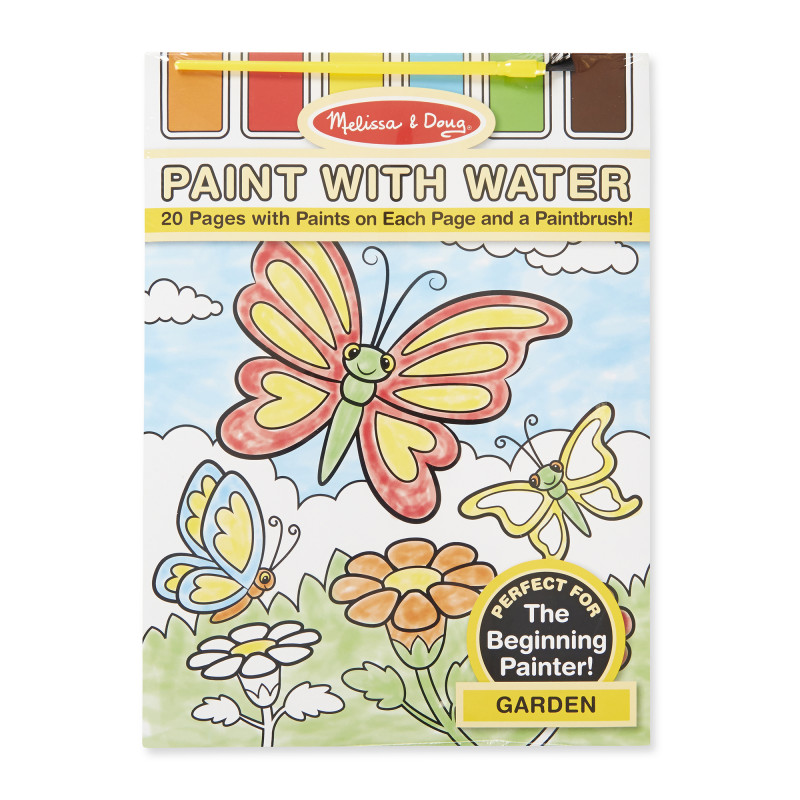 Melissa & Doug®
PAINT WITH WATER
20 Pages with Paints on Each Page and a Paintbrush!
PERFECT FOR
The
Beginning
Painter!
GARDEN